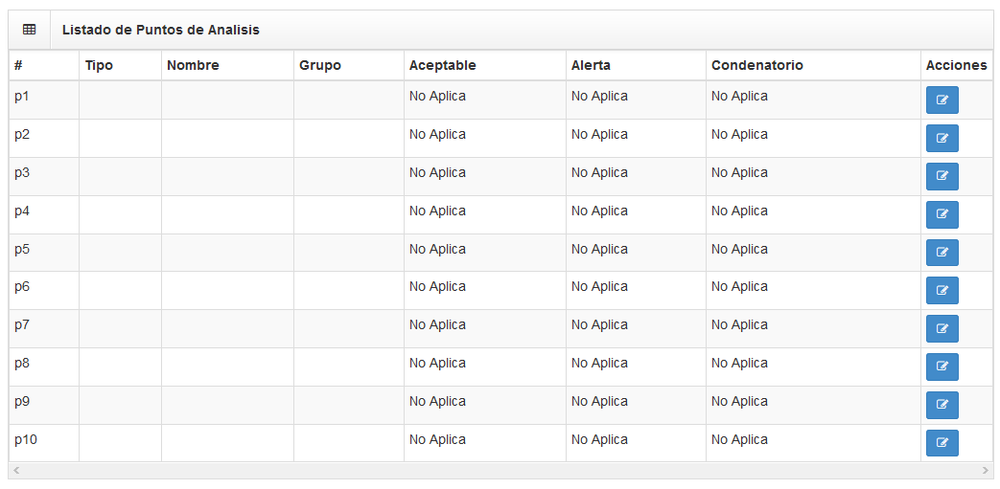 Listado de Puntos de Analisis
# Tipo Nombre Grupo Aceptable Alerta Condenatorio Acciones
p1 No Aplica No Aplica No Aplica
p2 No Aplica No Aplica No Aplica
p3 No Aplica No Aplica No Aplica
p4 No Aplica No Aplica No Aplica
p5 No Aplica No Aplica No Aplica
p6 No Aplica No Aplica No Aplica
p7 No Aplica No Aplica No Aplica
p8 No Aplica No Aplica No Aplica
p9 No Aplica No Aplica No Aplica
p10 No Aplica No Aplica No Aplica